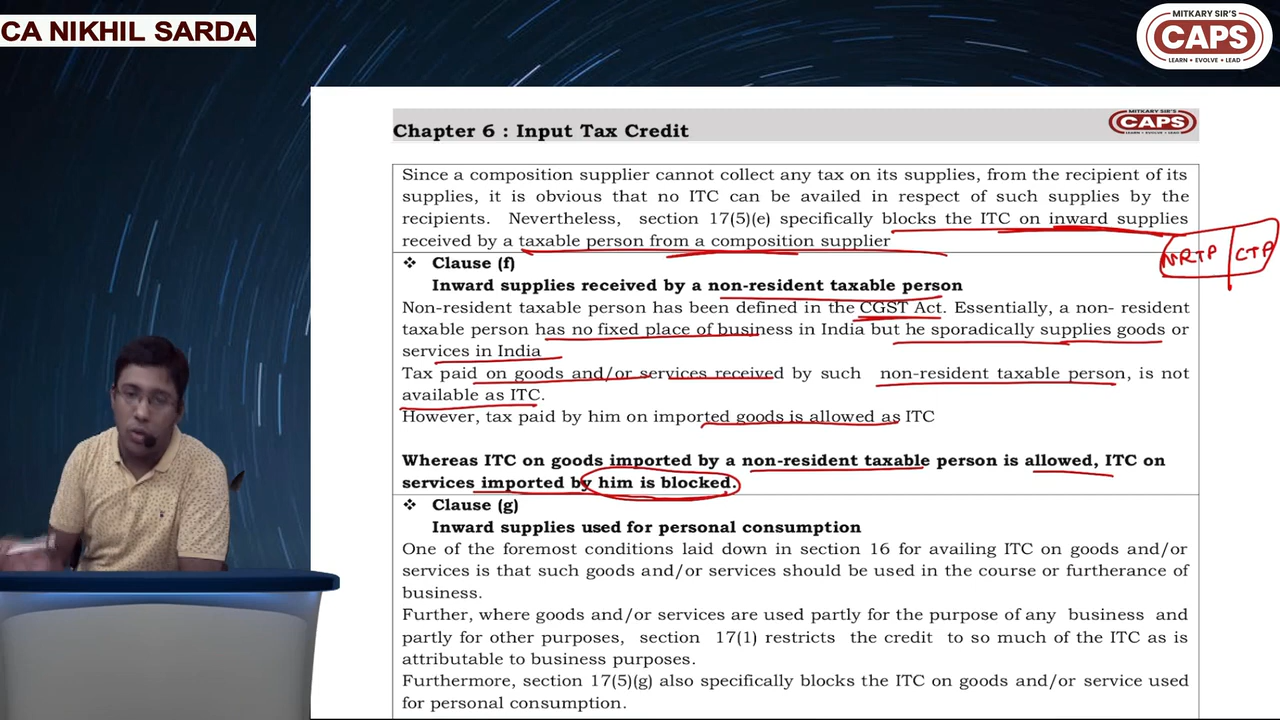 CA NIKHIL SARDA
MITKARY SIR'S
CAPS
LEARN • EVOLVE • LEAD
Chapter 6 : Input Tax Credit
MITKARY SIR'S
CAPS
LEARN • EVOLVE • LEAD
Since a composition supplier cannot collect any tax on its supplies, from the recipient of its
supplies, it is obvious that no ITC can be availed in respect of such supplies by the
recipients. Nevertheless, section 17(5)(e) specifically blocks the ITC on inward supplies
received by a taxable person from a composition supplier
NRTP CTP
❖ Clause (f)
Inward supplies received by a non-resident taxable person
Non-resident taxable person has been defined in the CGST Act. Essentially, a non- resident
taxable person has no fixed place of business in India but he sporadically supplies goods or
services in India
Tax paid on goods and/or services received by such non-resident taxable person, is not
available as ITC.
However, tax paid by him on imported goods is allowed as ITC
Whereas ITC on goods imported by a non-resident taxable person is allowed, ITC on
services imported by him is blocked.
❖ Clause (g)
Inward supplies used for personal consumption
One of the foremost conditions laid down in section 16 for availing ITC on goods and/or
services is that such goods and/or services should be used in the course or furtherance of
business.
Further, where goods and/or services are used partly for the purpose of any business and
partly for other purposes, section 17(1) restricts the credit to so much of the ITC as is
attributable to business purposes.
Furthermore, section 17(5)(g) also specifically blocks the ITC on goods and/or service used
for personal consumption.